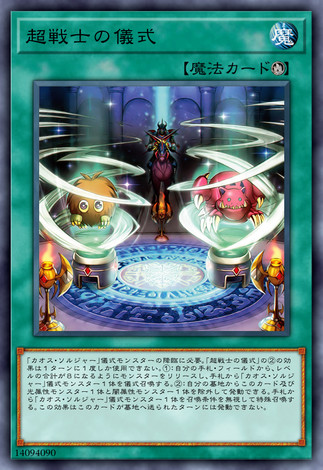 超戦士の儀式
魔
【魔法カード】
「カオス・ソルジャー」儀式モンスターの降臨に必要。「超戦士の儀式」の②の効
果は1ターンに1度しか使用できない。①：自分の手札・フィールドから、レベ
ルの合計が8になるようにモンスターをリリースし、手札から「カオス・ソルジ
ャー」儀式モンスター1体を儀式召喚する。②：自分の墓地からこのカード及び
光属性モンスター1体と闇属性モンスター1体を除外して発動できる。手札か
ら「カオス・ソルジャー」儀式モンスター1体を召喚条件を無視して特殊召喚す
る。この効果はこのカードが墓地へ送られたターンには発動できない。
14094090